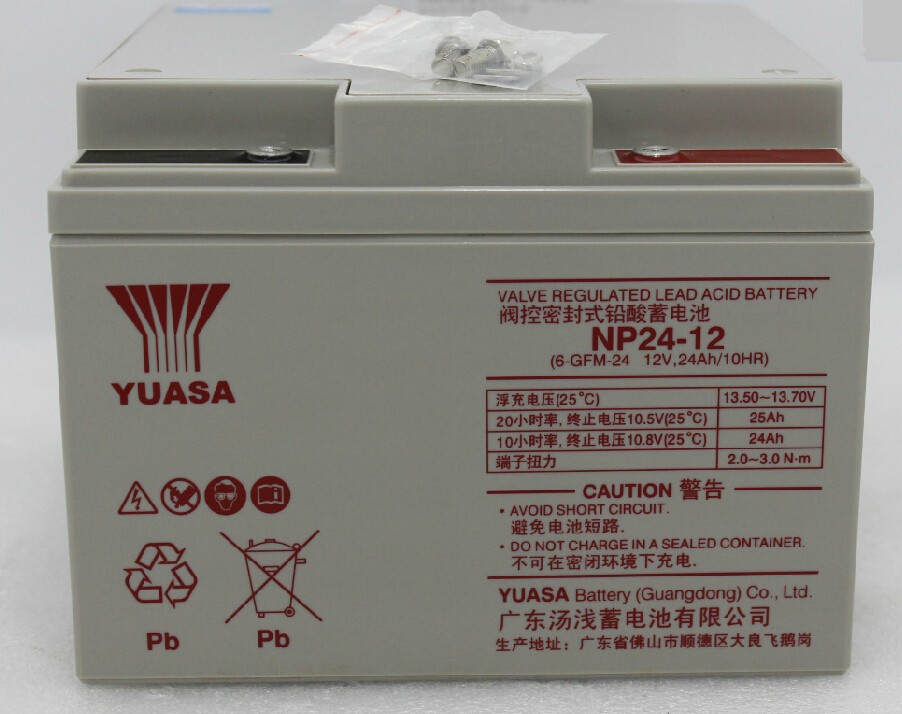 YUASA
Pb
Pb
VALVE REGULATED LEAD ACID BATTERY
阀控密封式铅酸蓄电池
NP24-12
(6-GFM-24 12V,24Ah/10HR)
浮充电压(25°C) 13.50~13.70V
20小时率, 终止电压10.5V(25°C) 25Ah
10小时率, 终止电压10.8V(25°C) 24Ah
端子扭力 2.0~3.0 N·m
CAUTION 警告
• AVOID SHORT CIRCUIT.
避免电池短路.
• DO NOT CHARGE IN A SEALED CONTAINER.
不可在密闭环境下充电.
YUASA Battery (Guangdong) Co., Ltd.
广东汤浅蓄电池有限公司
生产地址: 广东省佛山市顺德区大良飞鹅岗